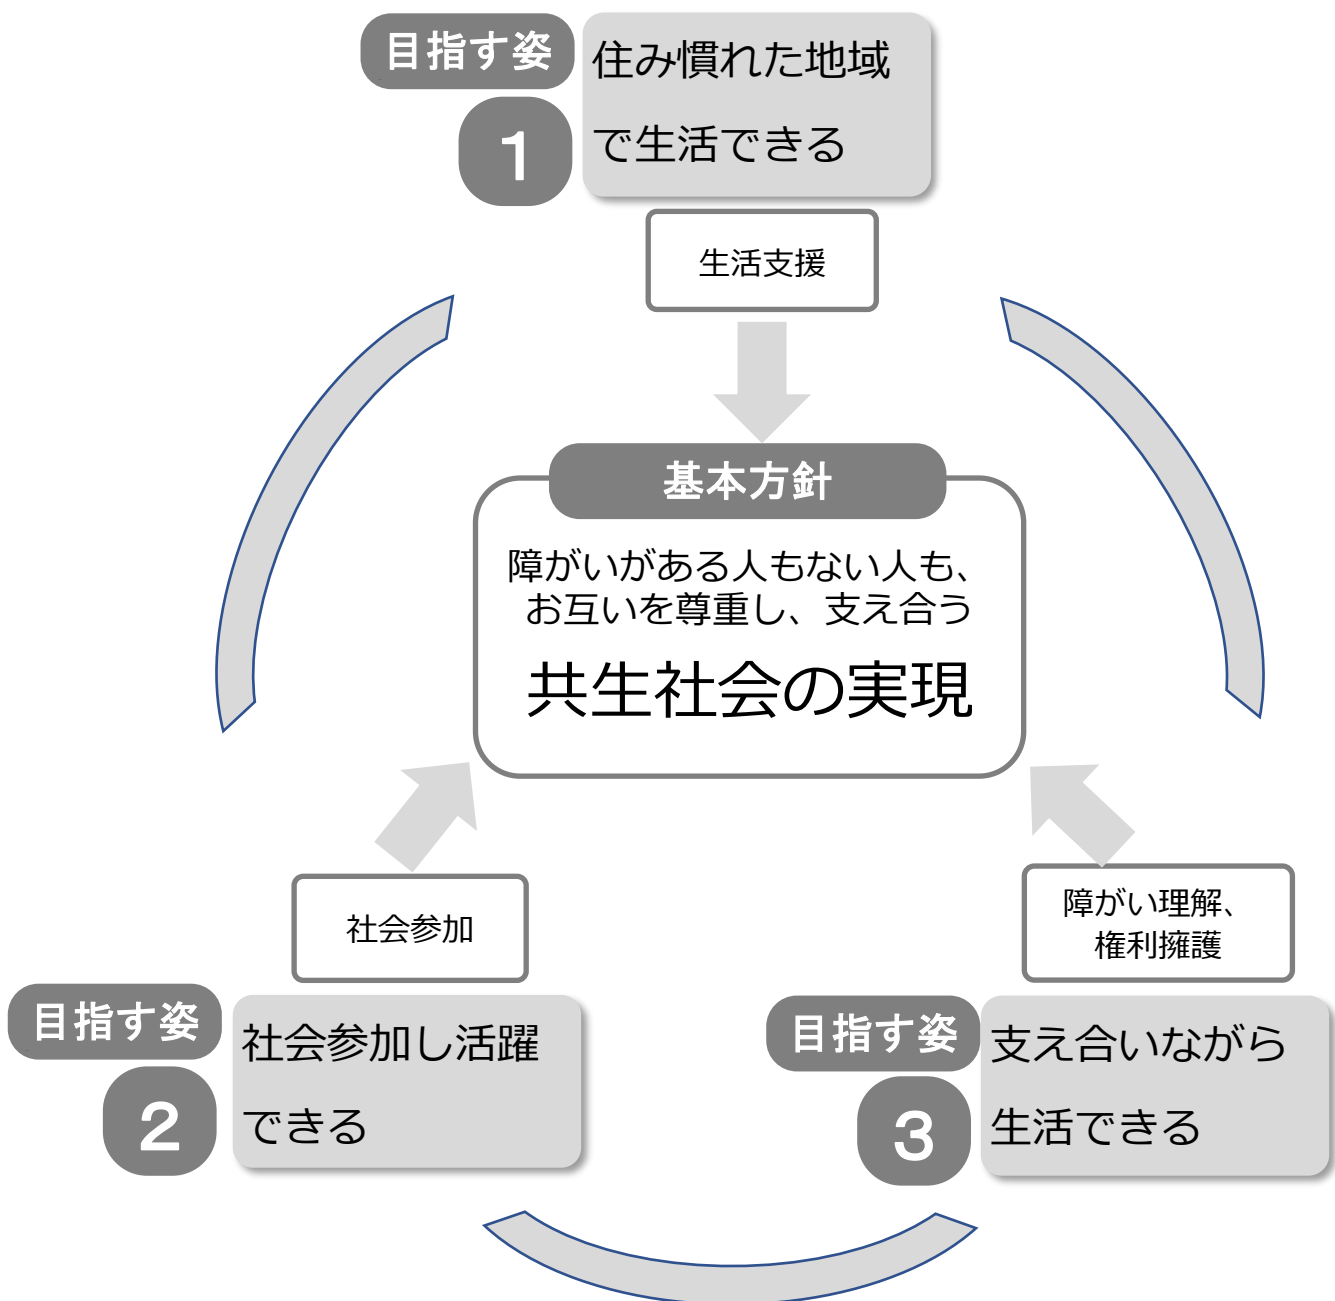 目指す姿
1
住み慣れた地域
で生活できる
生活支援
基本方針
障がいがある人もない人も、
お互いを尊重し、支え合う
共生社会の実現
社会参加
目指す姿
2
社会参加し活躍
できる
障がい理解、
権利擁護
目指す姿
3
支え合いながら
生活できる